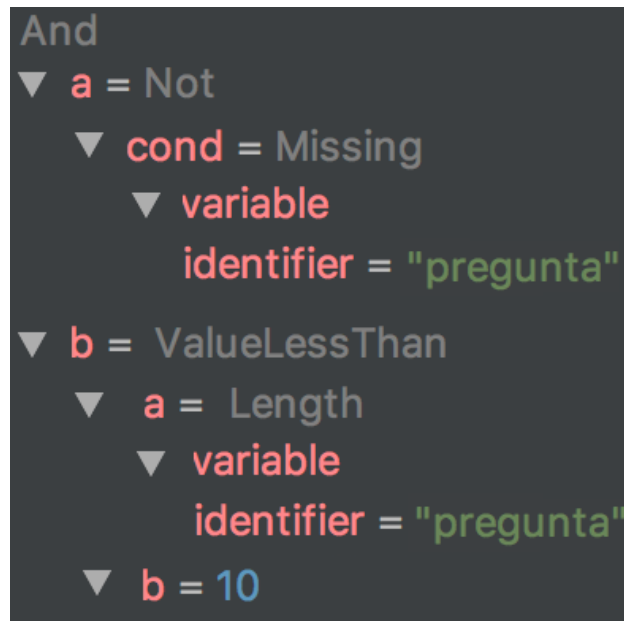 And
▼ a = Not
▼ cond = Missing
▼ variable
identifier = "pregunta"
▼ b = ValueLessThan
▼ a = Length
▼ variable
identifier = "pregunta"
▼ b = 10